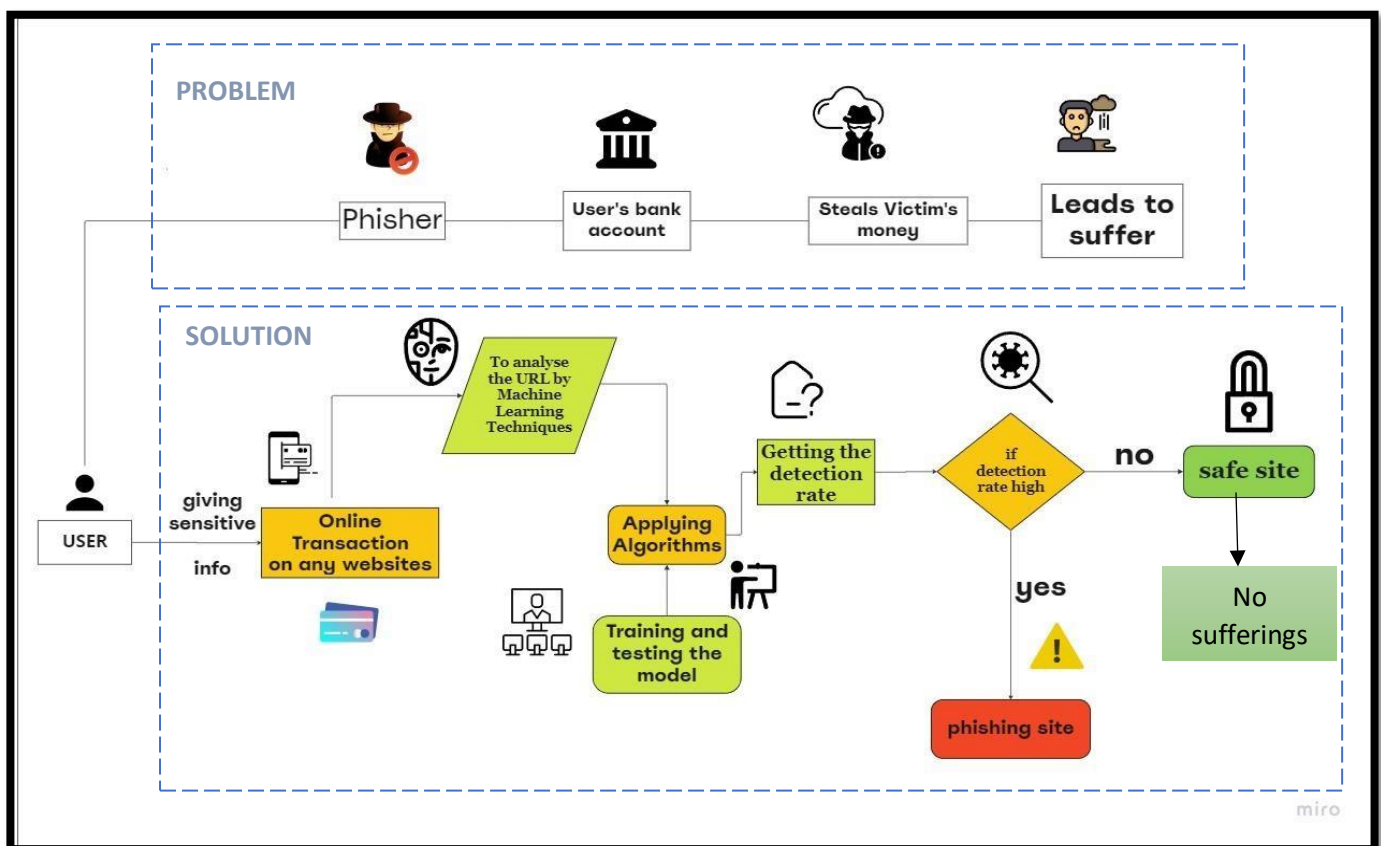 PROBLEM
Phisher
User's bank
account
Steals Victim's
money
Leads to
suffer
SOLUTION
To analyse
the URL by
Machine
Learning
Techniques
Getting the
detection
rate
if
detection
rate high
no
safe site
giving
sensitive
info
USER
Online
Transaction
on any websites
Applying
Algorithms
Training and
testing the
model
yes
No
sufferings
phishing site
miro